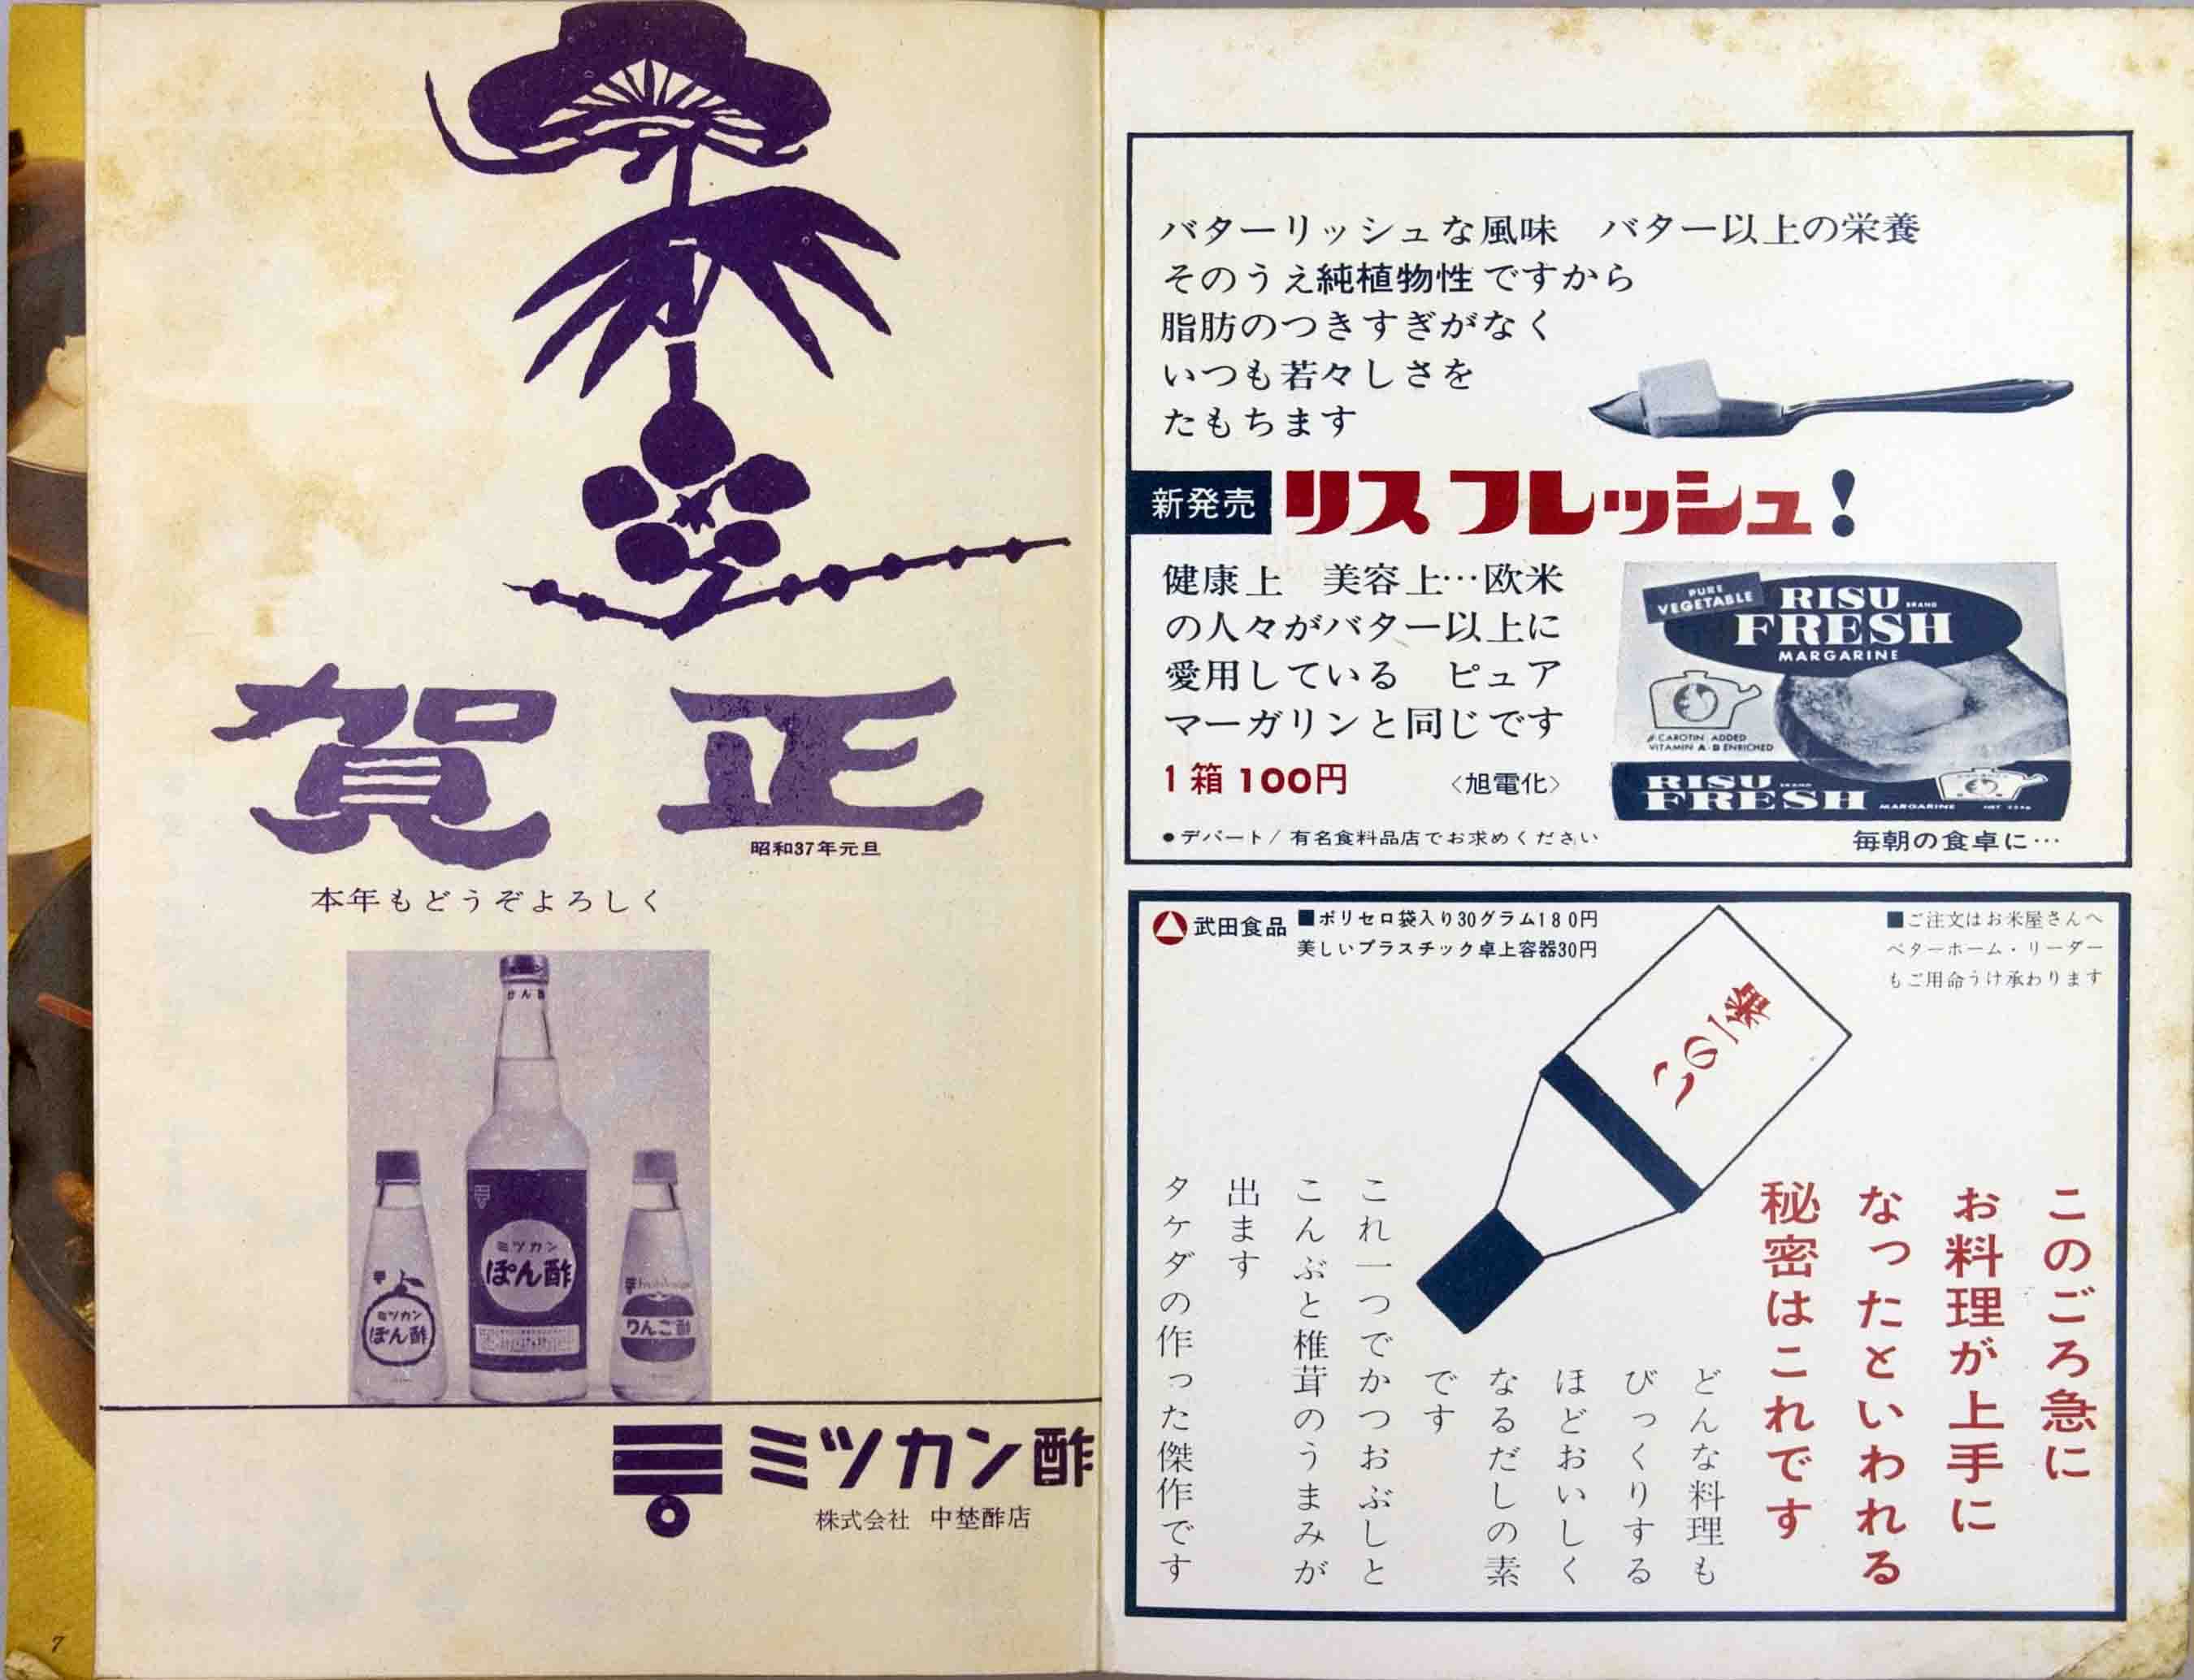 賀正
昭和37年元旦
本年もどうぞよろしく
ぽん酢
ミツカン
ぽん酢
ミツカン
ぽん酢
りんご酢
ミツカン酢
株式会社 中埜酢店
7
バターリッシュな風味 バター以上の栄養
そのうえ純植物性ですから
脂肪のつきすぎがなく
いつも若々しさを
たもちます
新発売 リスフレッシュ!
健康上 美容上…欧米
の人々がバター以上に
愛用している ピュア
マーガリンと同じです
1箱100円 〈旭電化〉
●デパート/有名食料品店でお求めください
PURE
VEGETABLE
RISU
BRAND
FRESH
MARGARINE
CAROTIN ADDED
VITAMIN A·D ENRICHED
RISU
FRESH
MARGARINE
毎朝の食卓に…
武田食品
■ポリセロ袋入り30グラム180円
美しいプラスチック卓上容器30円
■ご注文はお米屋さんへ
ベターホーム・リーダー
もご用命うけ承わります
このごろ急に
お料理が上手に
なったといわれる
秘密はこれです
どんな料理も
びっくりする
ほどおいしく
なるだしの素
です
これ一つでかつおぶしと
こんぶと椎茸のうまみが
出ます
タケダの作った傑作です